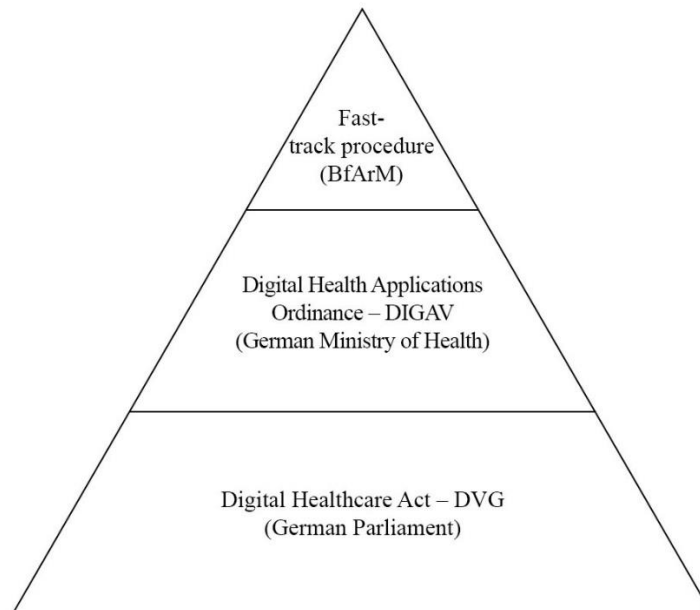 Fast-
track procedure
(BfArM)
Digital Health Applications
Ordinance – DIGAV
(German Ministry of Health)
Digital Healthcare Act – DVG
(German Parliament)